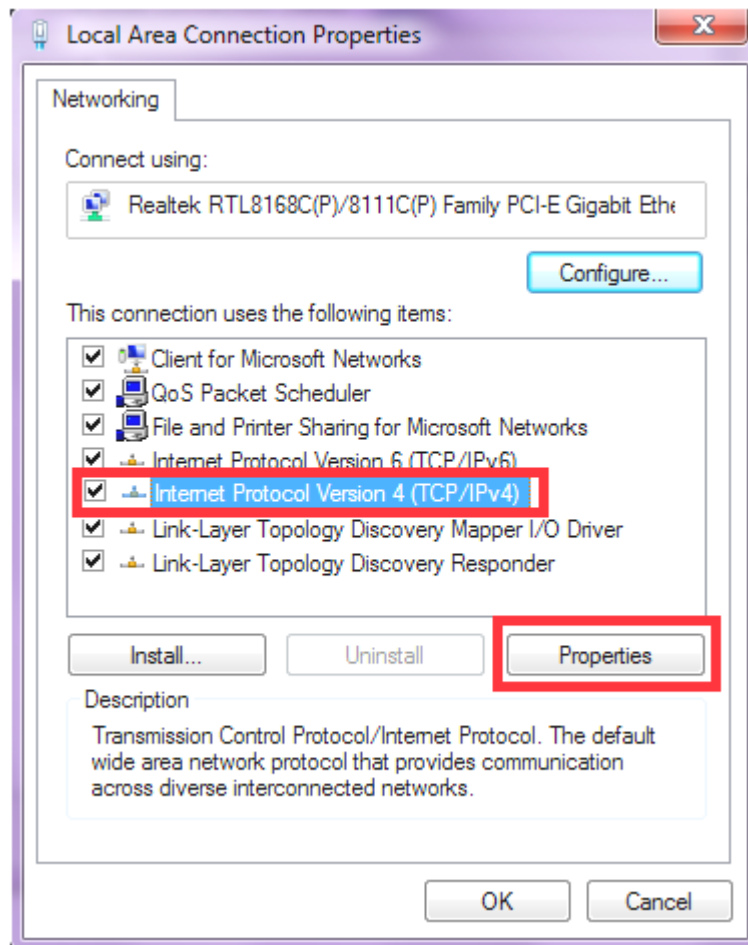 Local Area Connection Properties
Networking
Connect using:
Realtek RTL8168C(P)/8111C(P) Family PCI-E Gigabit Ethe
Configure...
This connection uses the following items:
Client for Microsoft Networks
QoS Packet Scheduler
File and Printer Sharing for Microsoft Networks
Internet Protocol Version 6 (TCP/IPv6)
Internet Protocol Version 4 (TCP/IPv4)
Link-Layer Topology Discovery Mapper I/O Driver
Link-Layer Topology Discovery Responder
Install... Uninstall Properties
Description
Transmission Control Protocol/Internet Protocol. The default
wide area network protocol that provides communication
across diverse interconnected networks.
OK Cancel